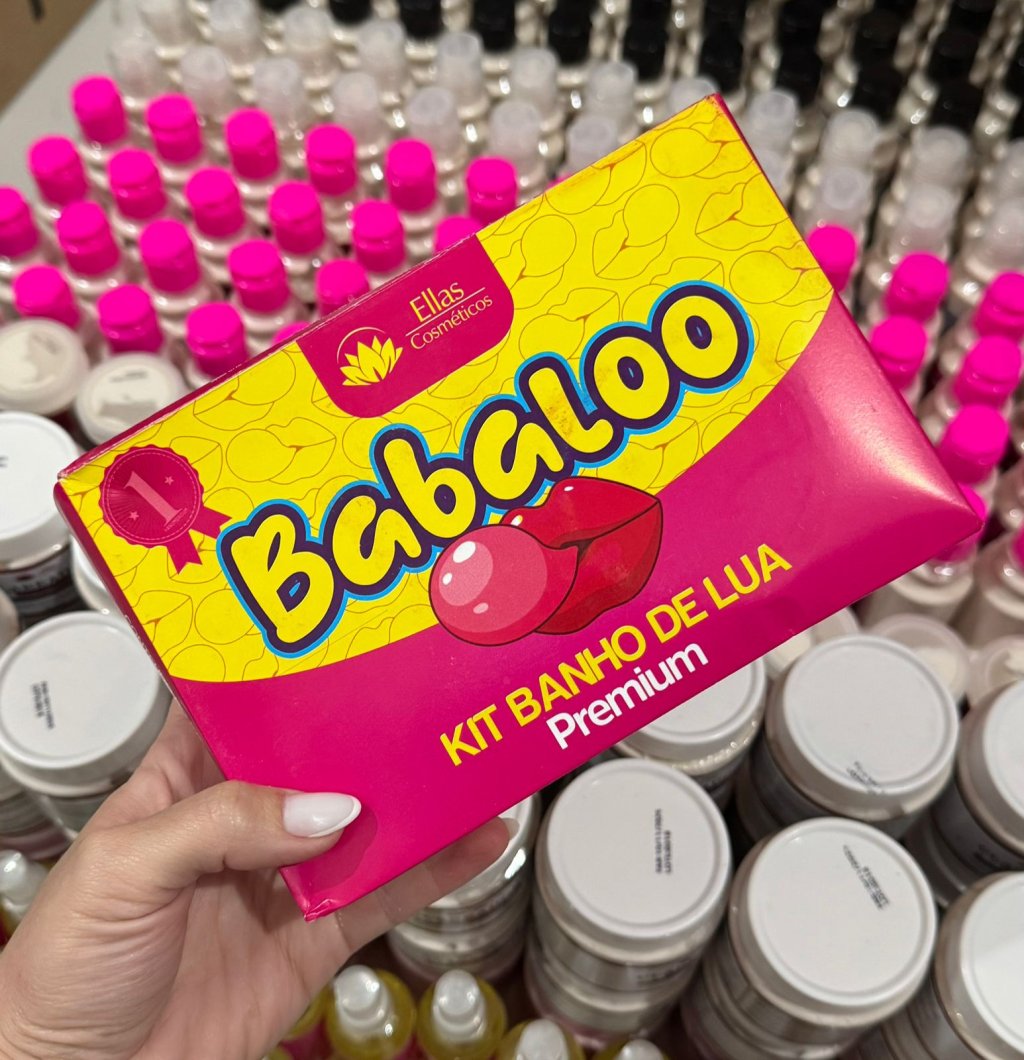 Ellas
Cosméticos
1
Babaloo
KIT BANHO DE LUA
Premium